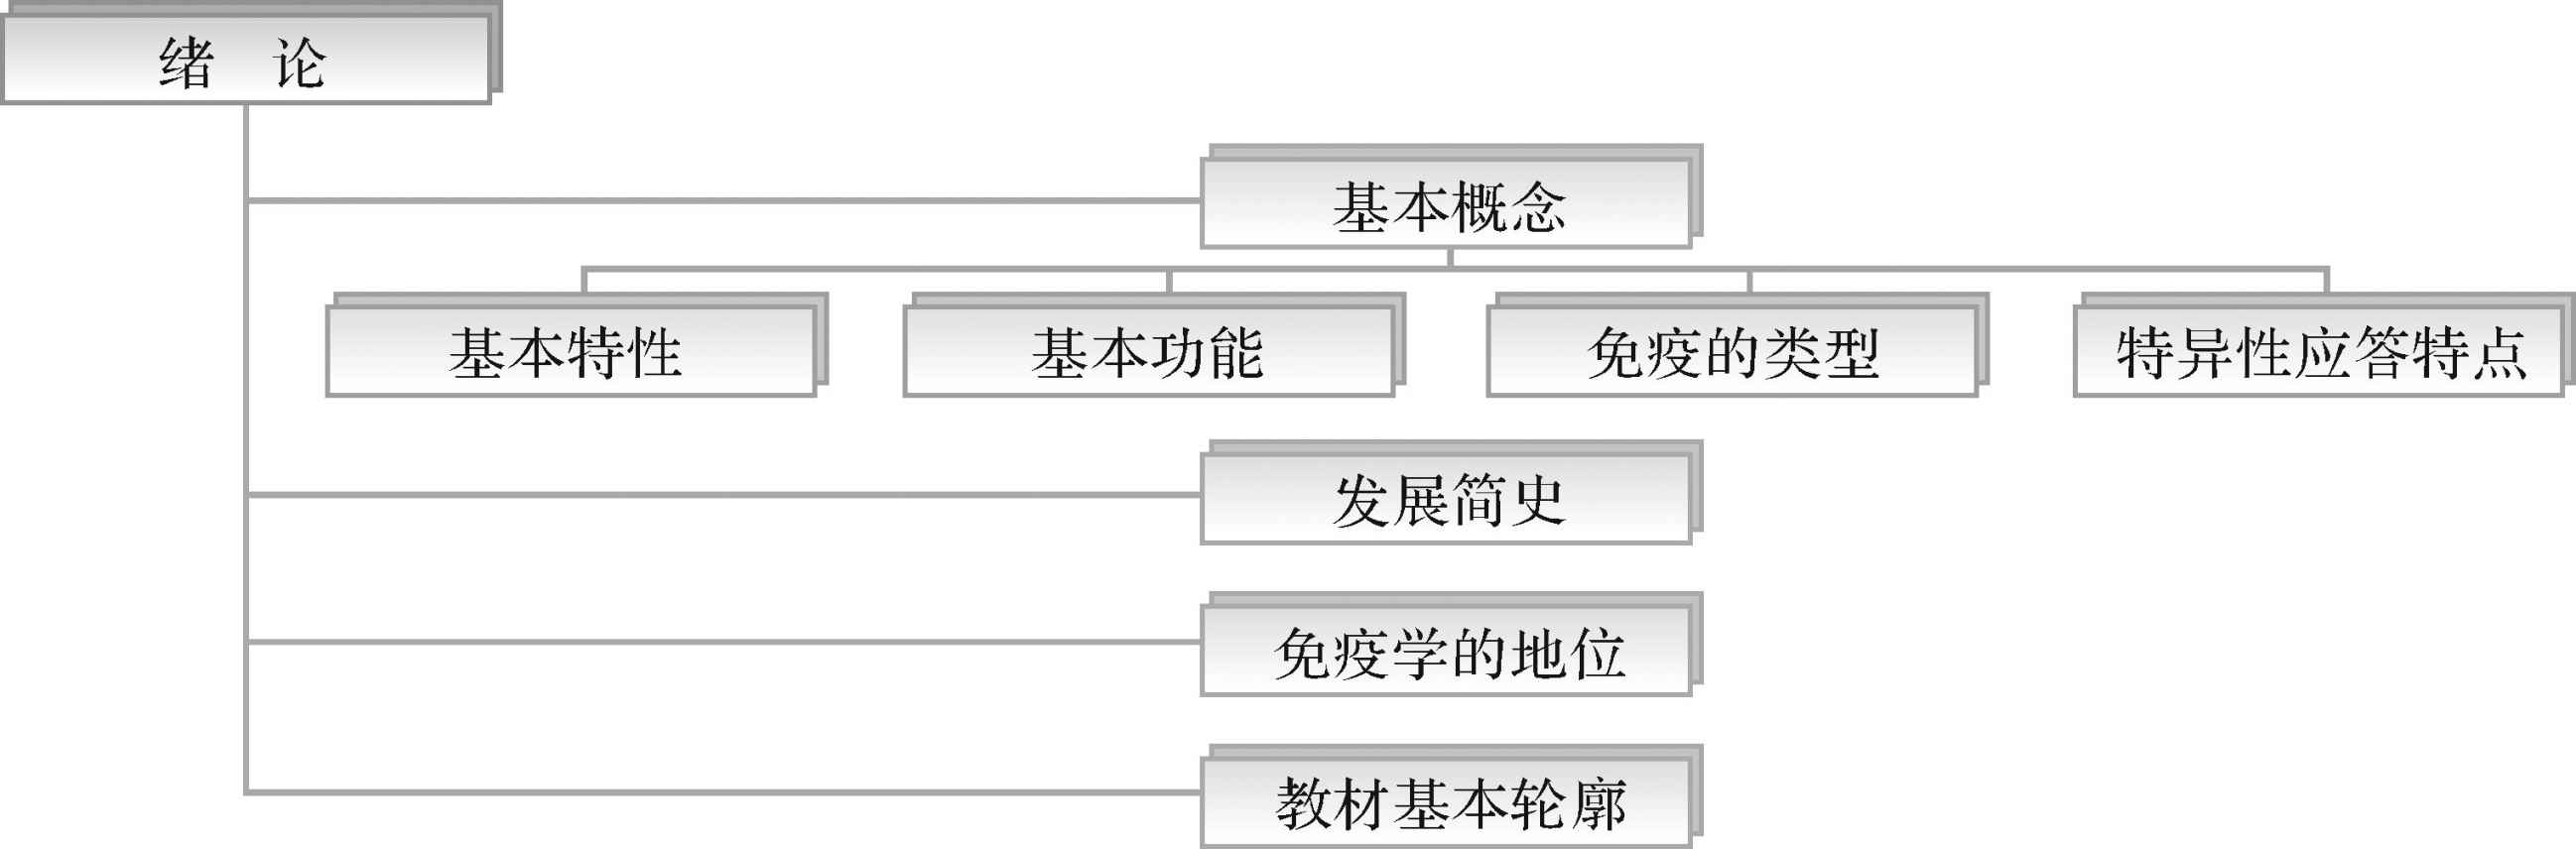 绪 论
基本概念
基本特性
基本功能
免疫的类型
特异性应答特点
发展简史
免疫学的地位
教材基本轮廓